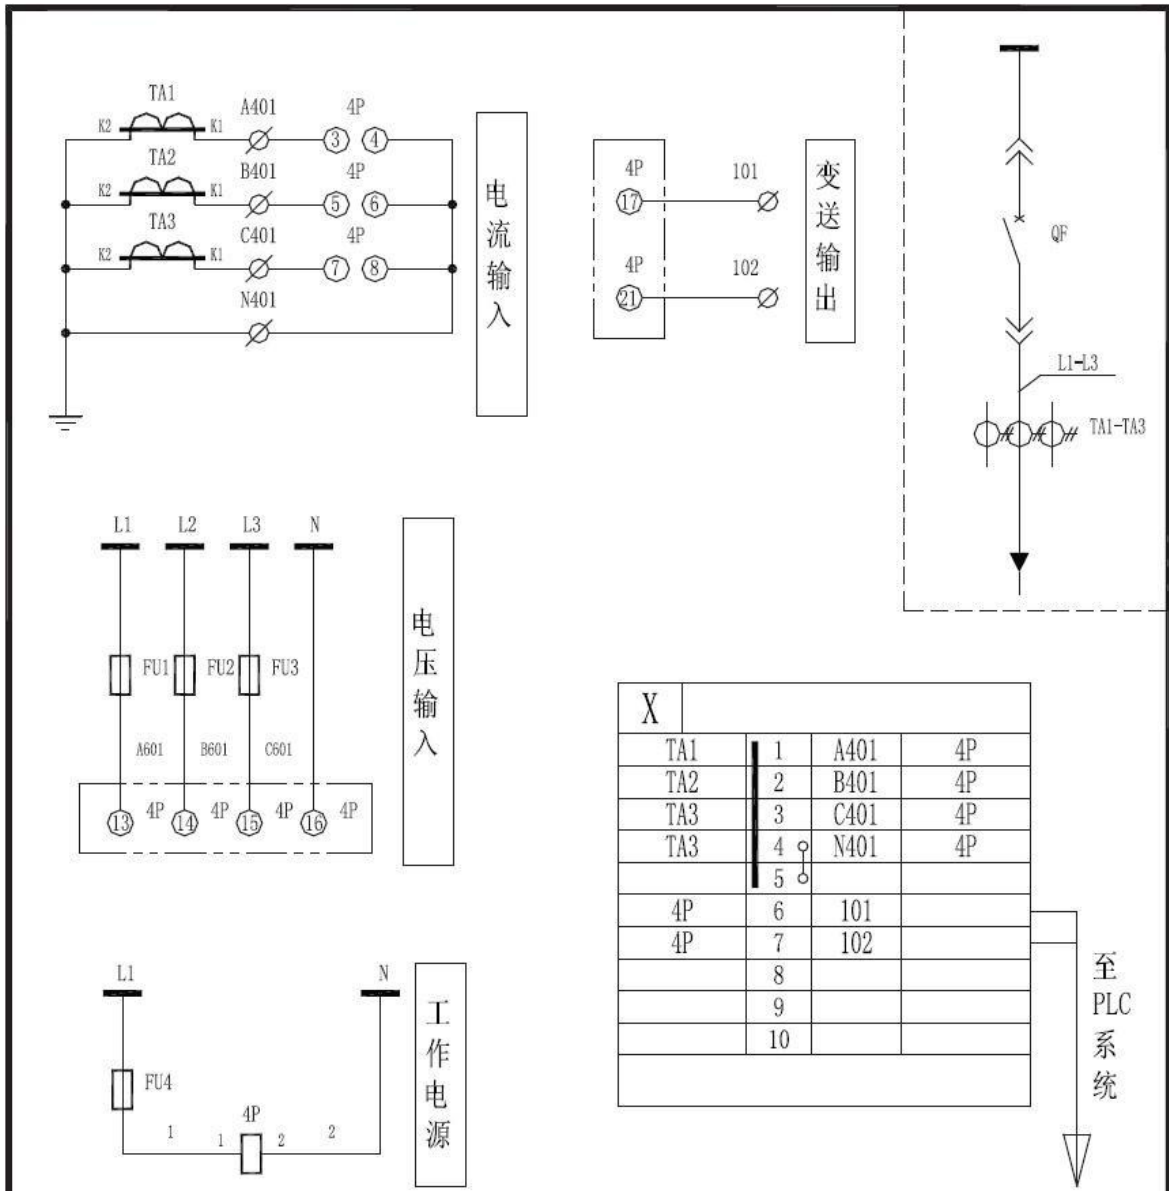 TA1
A401
4P
K2
K1
3
4
TA2
B401
4P
K2
K1
5
6
TA3
C401
4P
K2
K1
7
8
N401
电流输入
4P
101
17
4P
102
21
变送输出
QF
L1-L3
TA1-TA3
L1
L2
L3
N
FU1
FU2
FU3
A601
B601
C601
13
4P
14
4P
15
4P
16
4P
电压输入
L1
N
FU4
4P
1
1
2
2
工作电源
X
TA1 1 A401 4P
TA2 2 B401 4P
TA3 3 C401 4P
TA3 4 N401 4P
5
4P 6 101
4P 7 102
8
9
10
至
PLC
系
统